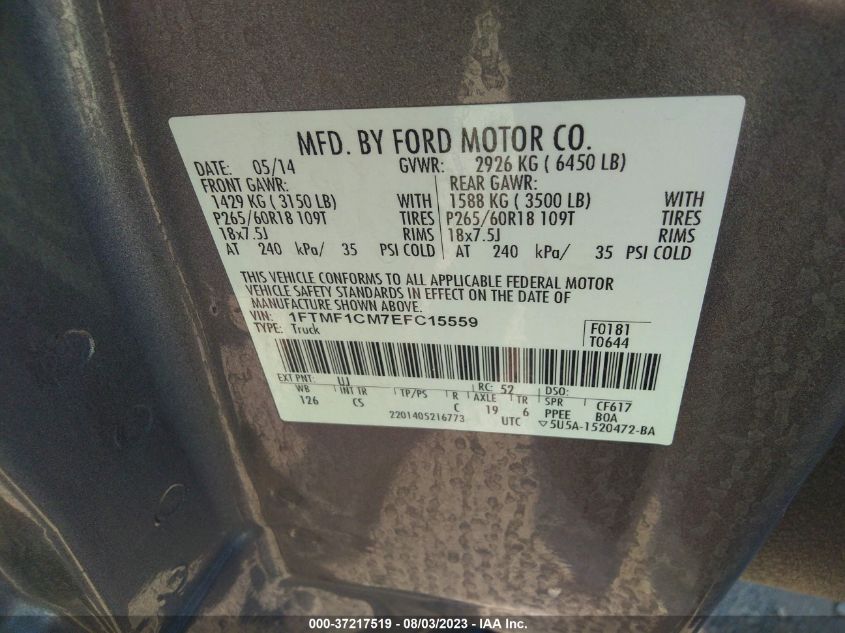 MFD. BY FORD MOTOR CO.
DATE: 05/14 GVWR: 2926 KG ( 6450 LB)
FRONT GAWR: REAR GAWR:
1429 KG ( 3150 LB) WITH 1588 KG ( 3500 LB) WITH
P265/60R18 109T TIRES P265/60R18 109T TIRES
18x7.5J RIMS 18x7.5J RIMS
AT 240 kPa/ 35 PSI COLD AT 240 kPa/ 35 PSI COLD
THIS VEHICLE CONFORMS TO ALL APPLICABLE FEDERAL MOTOR
VEHICLE SAFETY STANDARDS IN EFFECT ON THE DATE OF
MANUFACTURE SHOWN ABOVE.
VIN: 1FTMF1CM7EFC15559 F0181
TYPE: Truck T0644
EXT PNT: UJ RC: 52 DSO:
WB INT TR TP/PS R AXLE TR SPR CF617
126 CS C 19 6 PPEE BOA
2201405216773 UTC ▽5U5A-1520472-BA
000-37217519 - 08/03/2023 - IAA Inc.